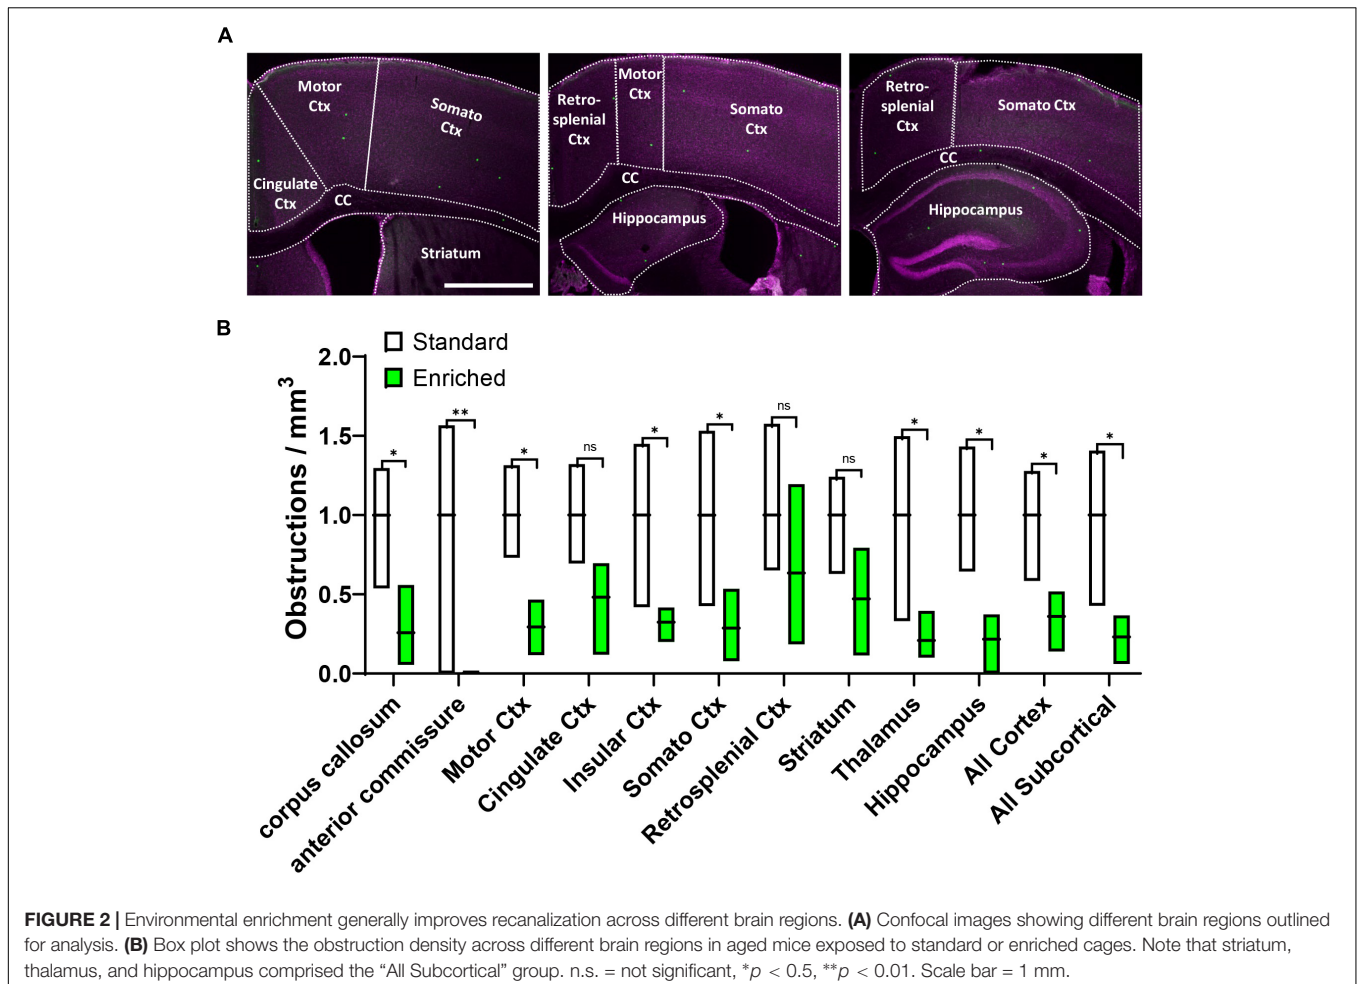 A
Motor
Ctx
Somato
Ctx
Cingulate
Ctx
CC
Striatum
Retro-
splenial
Ctx
Motor
Ctx
Somato
Ctx
CC
Hippocampus
Retro-
splenial
Ctx
Somato Ctx
CC
Hippocampus
B
Standard
Enriched
Obstructions / mm³
2.0
1.5
1.0
0.5
0.0
*
**
*
ns
*
*
ns
ns
*
*
*
*
corpus callosum
anterior commissure
Motor Ctx
Cingulate Ctx
Insular Ctx
Somato Ctx
Retrosplenial Ctx
Striatum
Thalamus
Hippocampus
All Cortex
All Subcortical
FIGURE 2 | Environmental enrichment generally improves recanalization across different brain regions. (A) Confocal images showing different brain regions outlined
for analysis. (B) Box plot shows the obstruction density across different brain regions in aged mice exposed to standard or enriched cages. Note that striatum,
thalamus, and hippocampus comprised the “All Subcortical” group. n.s. = not significant, *p < 0.5, **p < 0.01. Scale bar = 1 mm.